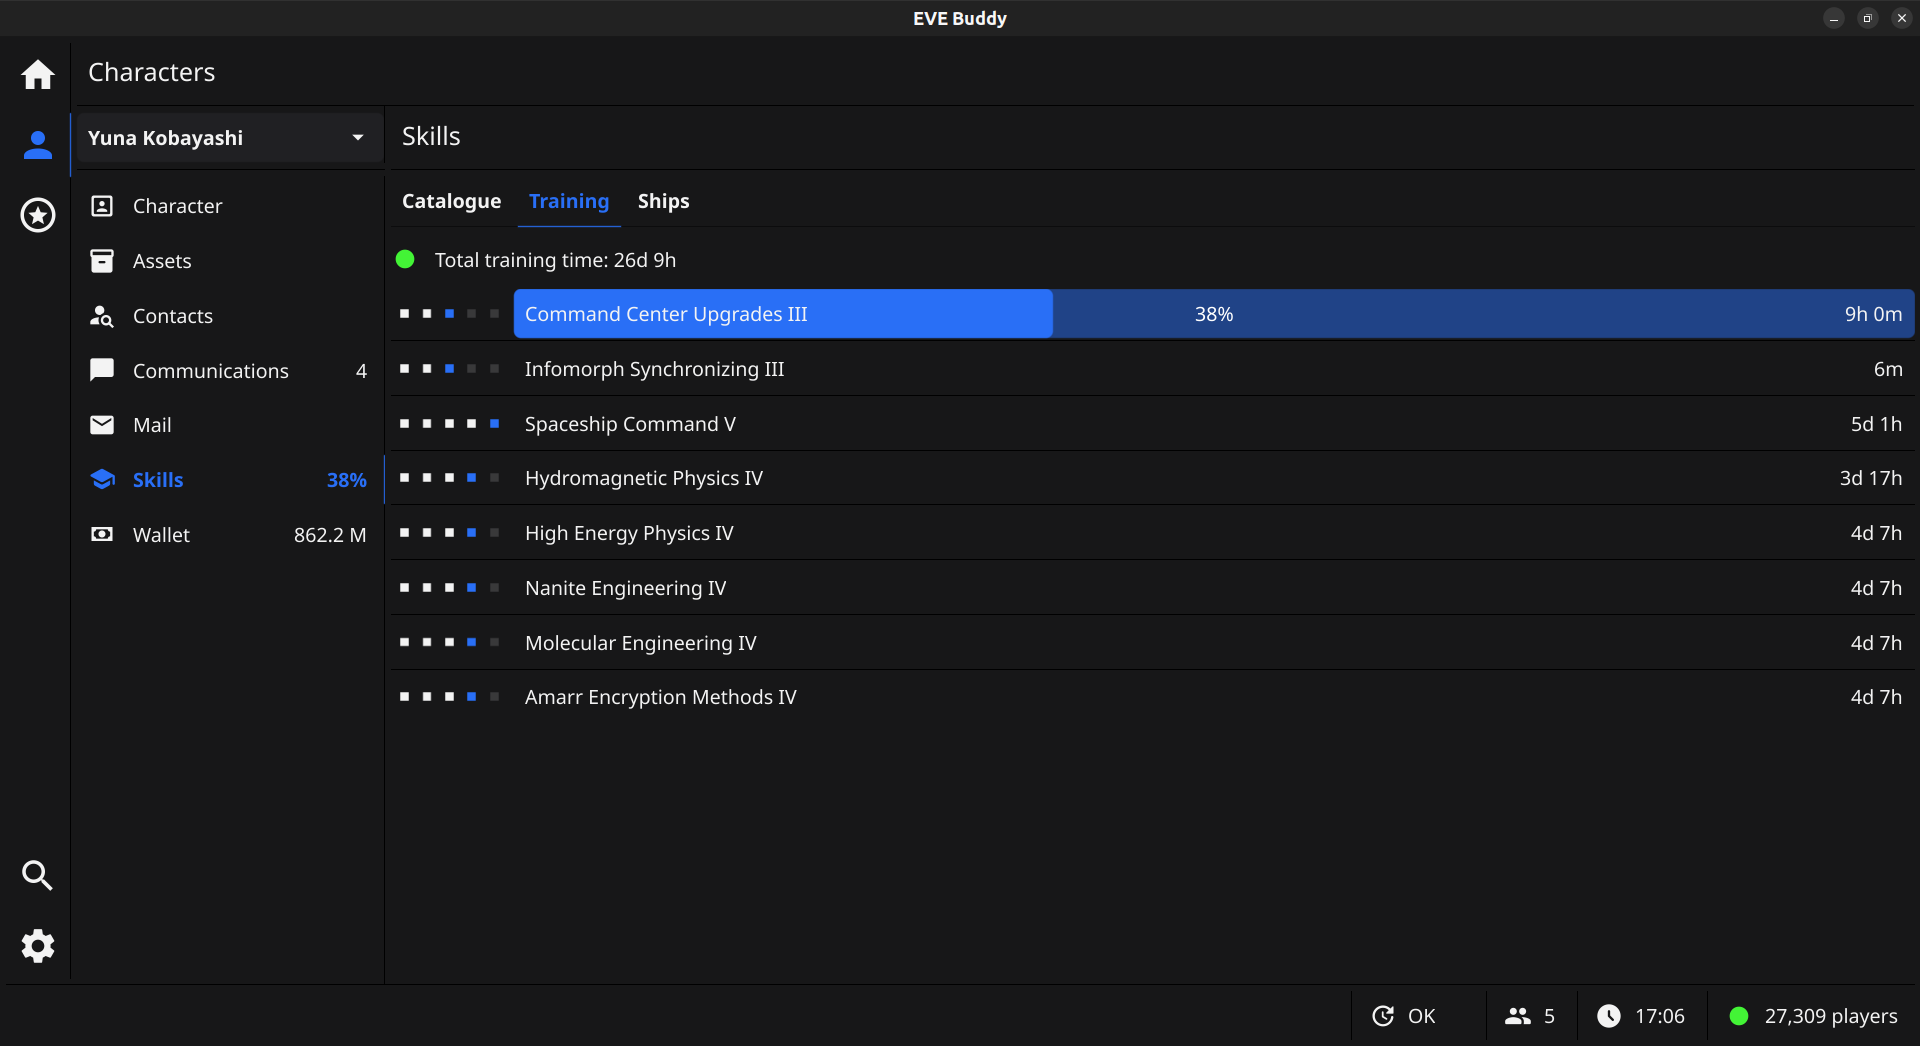 EVE Buddy
Characters
Yuna Kobayashi
Character
Assets
Contacts
Communications 4
Mail
Skills 38%
Wallet 862.2 M
Skills
Catalogue Training Ships
Total training time: 26d 9h
Command Center Upgrades III 38% 9h 0m
Infomorph Synchronizing III 6m
Spaceship Command V 5d 1h
Hydromagnetic Physics IV 3d 17h
High Energy Physics IV 4d 7h
Nanite Engineering IV 4d 7h
Molecular Engineering IV 4d 7h
Amarr Encryption Methods IV 4d 7h
OK 5 17:06 27,309 players